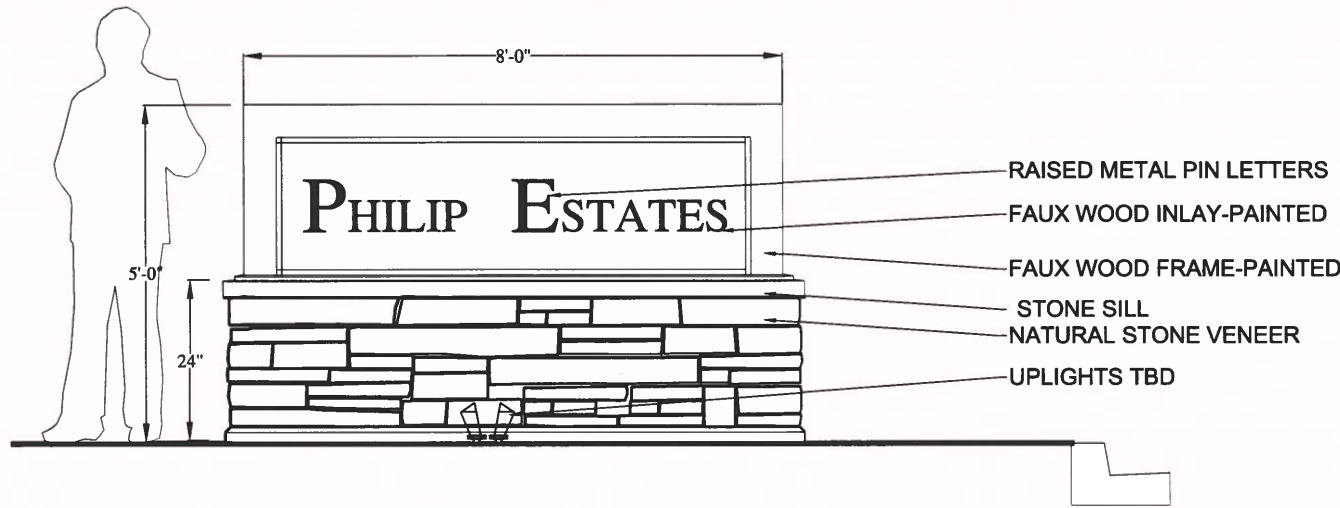 8'-0"
PHILIP ESTATES
5'-0"
24"
RAISED METAL PIN LETTERS
FAUX WOOD INLAY-PAINTED
FAUX WOOD FRAME-PAINTED
STONE SILL
NATURAL STONE VENEER
UPLIGHTS TBD